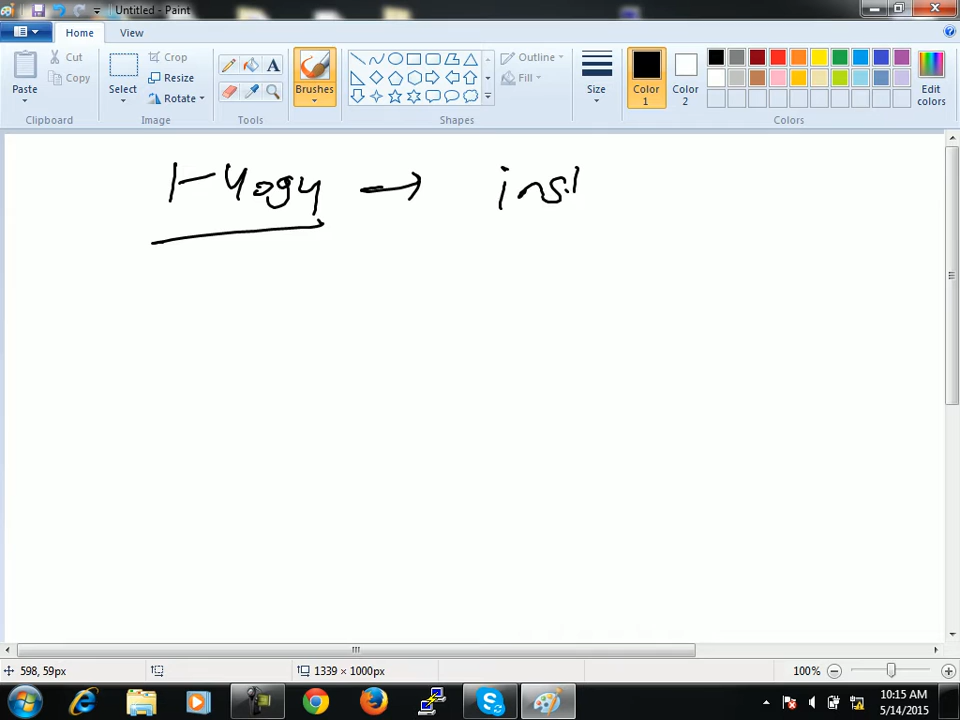 Untitled - Paint
Home View
Paste
Cut
Copy
Clipboard
Select
Crop
Resize
Rotate
Image
A
Tools
Brushes
Outline
Fill
Shapes
Size
Color 1
Color 2
Edit colors
Colors
→
598, 59px
1339 × 1000px
100%
10:15 AM
5/14/2015